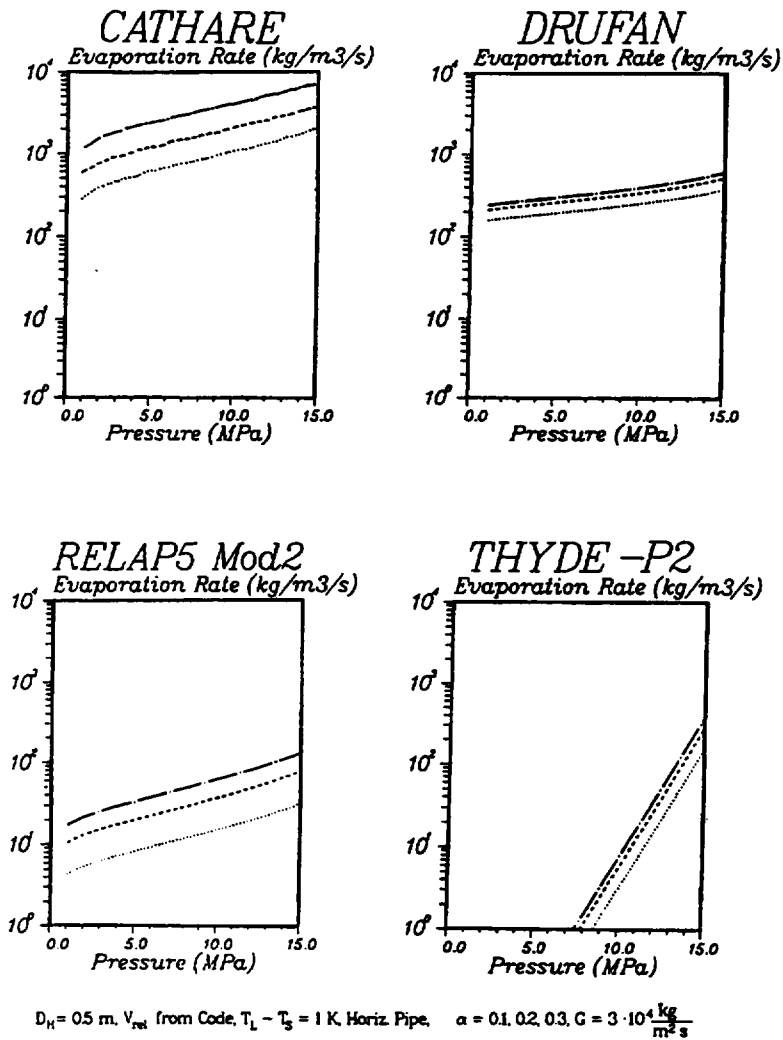 CATHARE
Evaporation Rate (kg/m3/s)
10⁴
10³
10²
10¹
10⁰
0.0 5.0 10.0 15.0
Pressure (MPa)
DRUFAN
Evaporation Rate (kg/m3/s)
10⁴
10³
10²
10¹
10⁰
0.0 5.0 10.0 15.0
Pressure (MPa)
RELAP5 Mod2
Evaporation Rate (kg/m3/s)
10⁴
10³
10²
10¹
10⁰
0.0 5.0 10.0 15.0
Pressure (MPa)
THYDE -P2
Evaporation Rate (kg/m3/s)
10⁴
10³
10²
10¹
10⁰
0.0 5.0 10.0 15.0
Pressure (MPa)
D_H = 0.5 m, V_rel from Code, T_L - T_S = 1 K, Horiz. Pipe, α = 0.1, 0.2, 0.3, G = 3 · 10⁴ kg/m² s